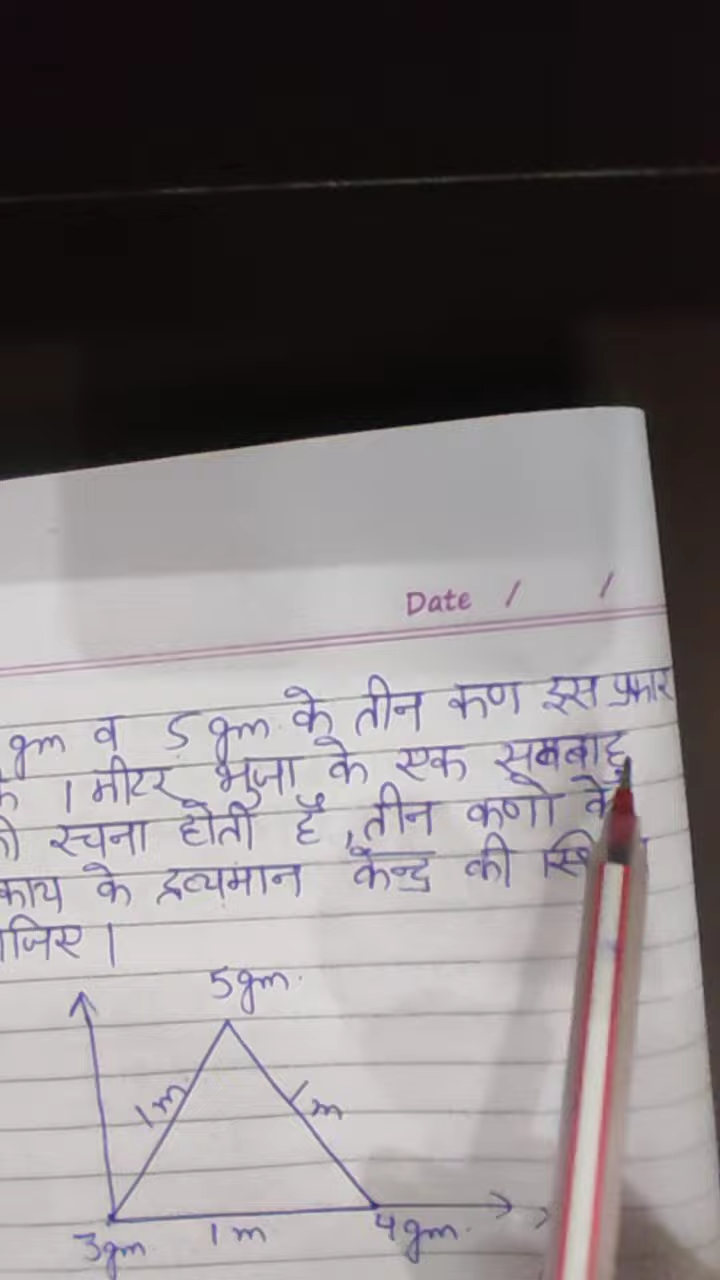 Date / /
gm व 5 gm के तीन कण इस प्रकार
1 मीटर भुजा के एक समबाहु
रचना होती है, तीन कणो के
काय के द्रव्यमान केन्द्र की
जिए।
5gm.
1m
1m
3gm 1m 4gm.